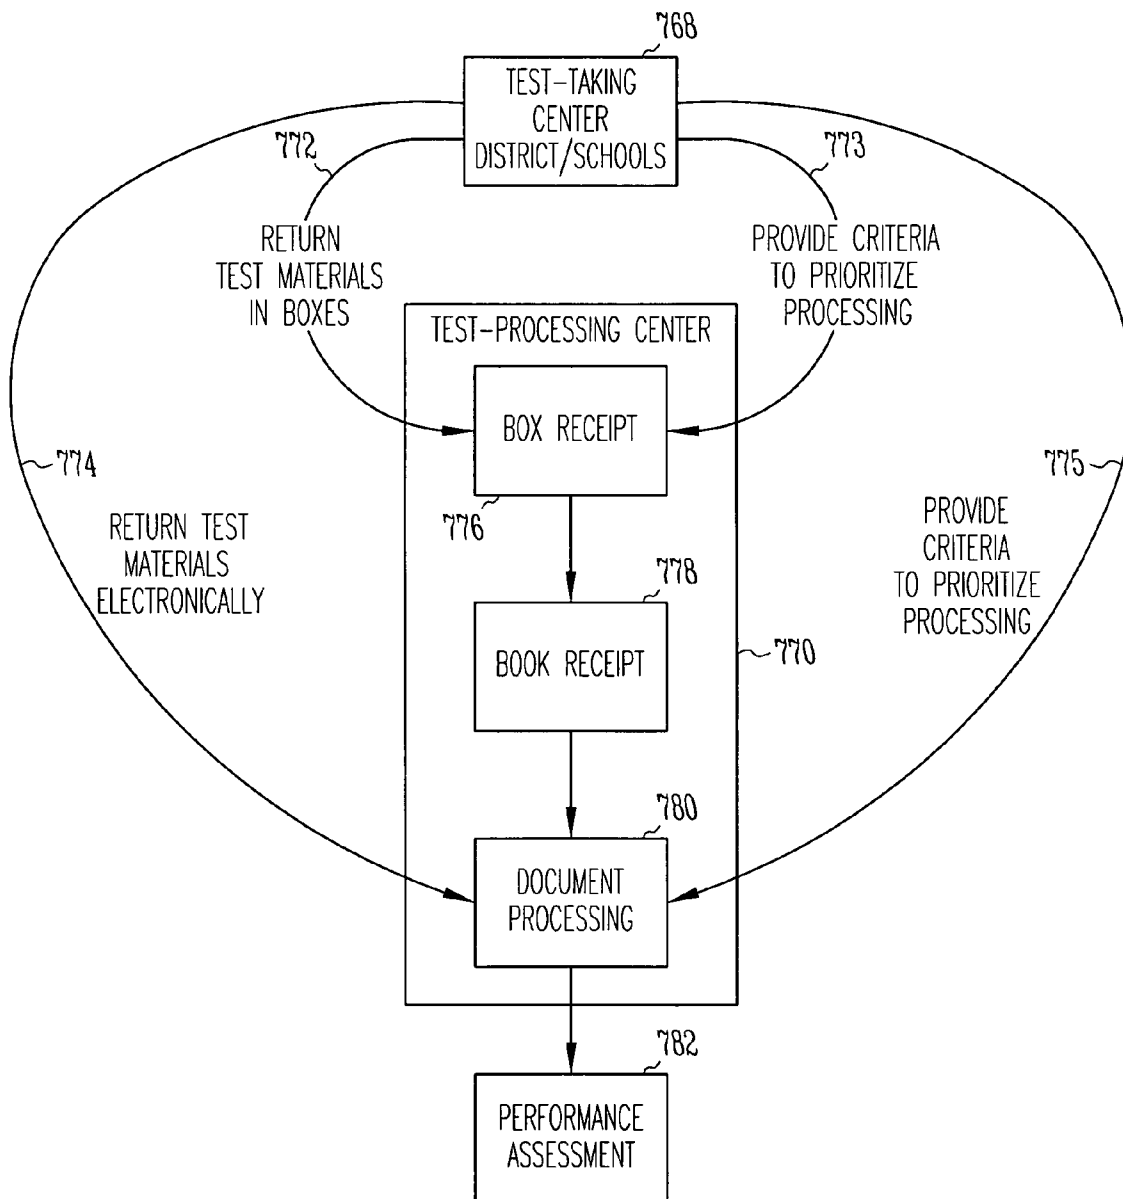 768
TEST-TAKING
CENTER
DISTRICT/SCHOOLS
772
773
RETURN
TEST MATERIALS
IN BOXES
PROVIDE CRITERIA
TO PRIORITIZE
PROCESSING
TEST-PROCESSING CENTER
BOX RECEIPT
774
775
776
RETURN TEST
MATERIALS
ELECTRONICALLY
PROVIDE
CRITERIA
TO PRIORITIZE
PROCESSING
778
BOOK RECEIPT
770
780
DOCUMENT
PROCESSING
782
PERFORMANCE
ASSESSMENT